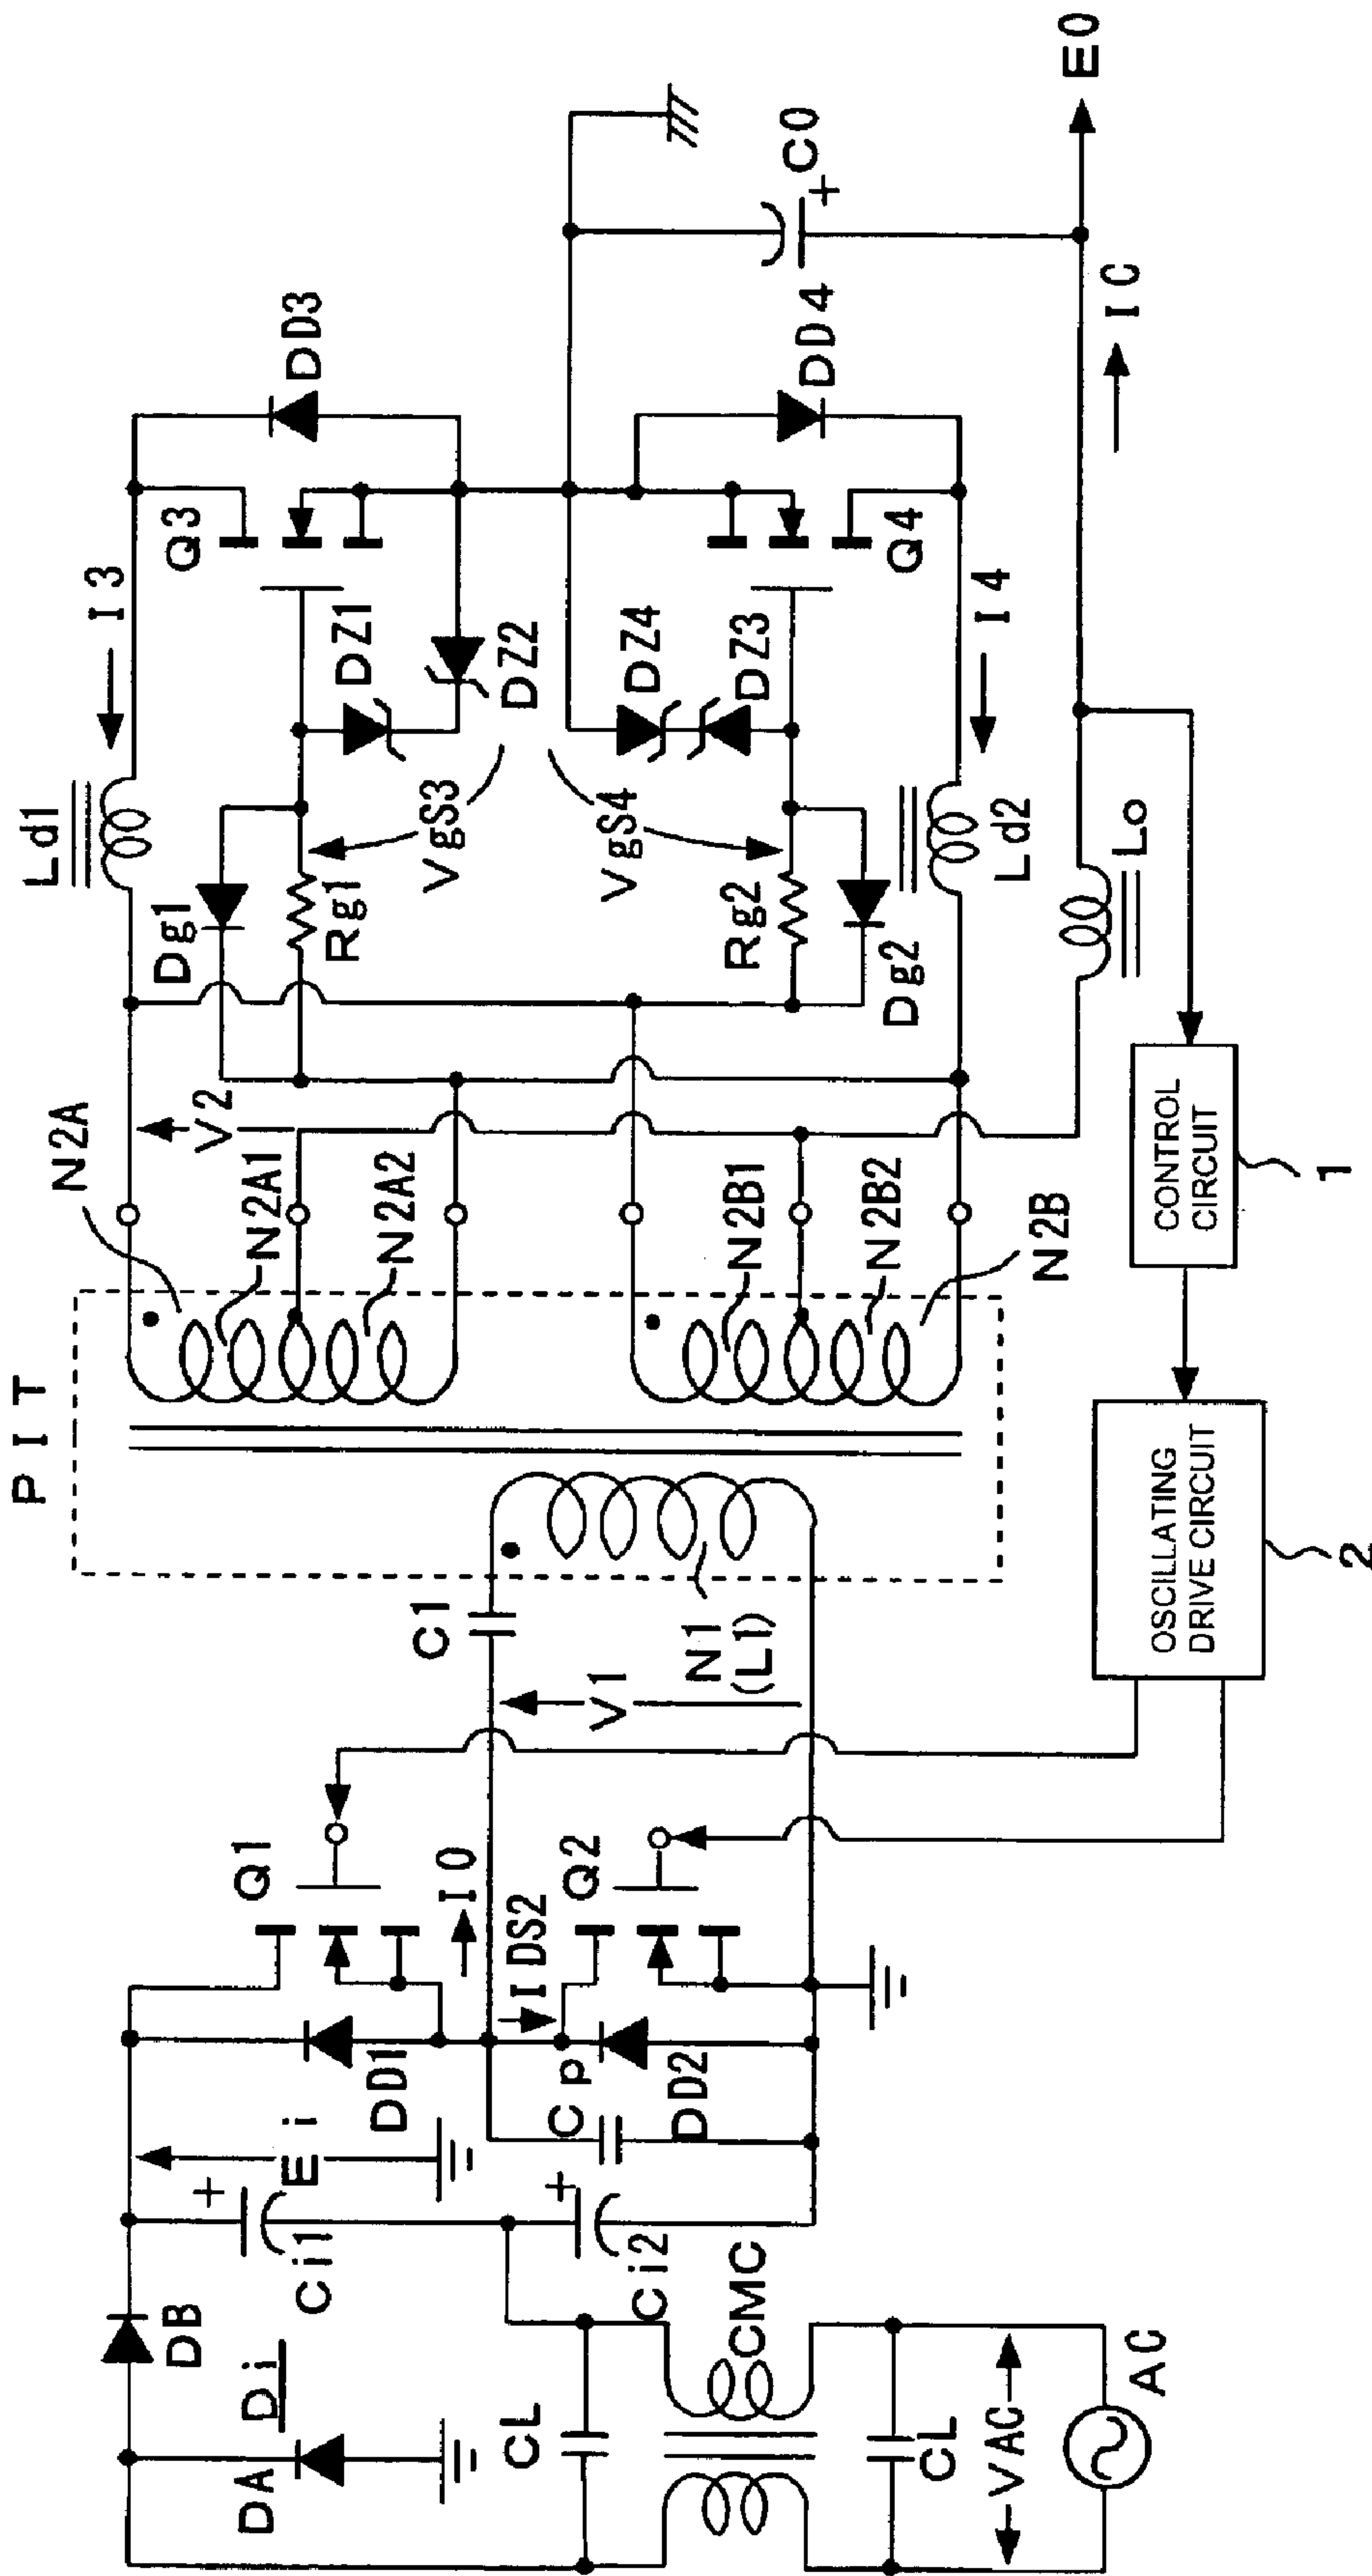 PIT
N2A
N2A1
N2A2
N2B1
N2B2
N2B
V2
Ld1
I3
Q3
DD3
Dg1
Rg1
VgS3
DZ1
DZ2
DZ4
DZ3
VgS4
Rg2
Dg2
Q4
DD4
I4
Ld2
Lo
IC
C0
+
E0
C1
V1
N1
(L1)
Q1
I0
IDS2
Q2
DD1
Cp
DD2
Ei
+
Ci1
+
Ci2
DB
Di
DA
CL
CMC
CL
VAC
AC
CONTROL
CIRCUIT
1
OSCILLATING
DRIVE CIRCUIT
2